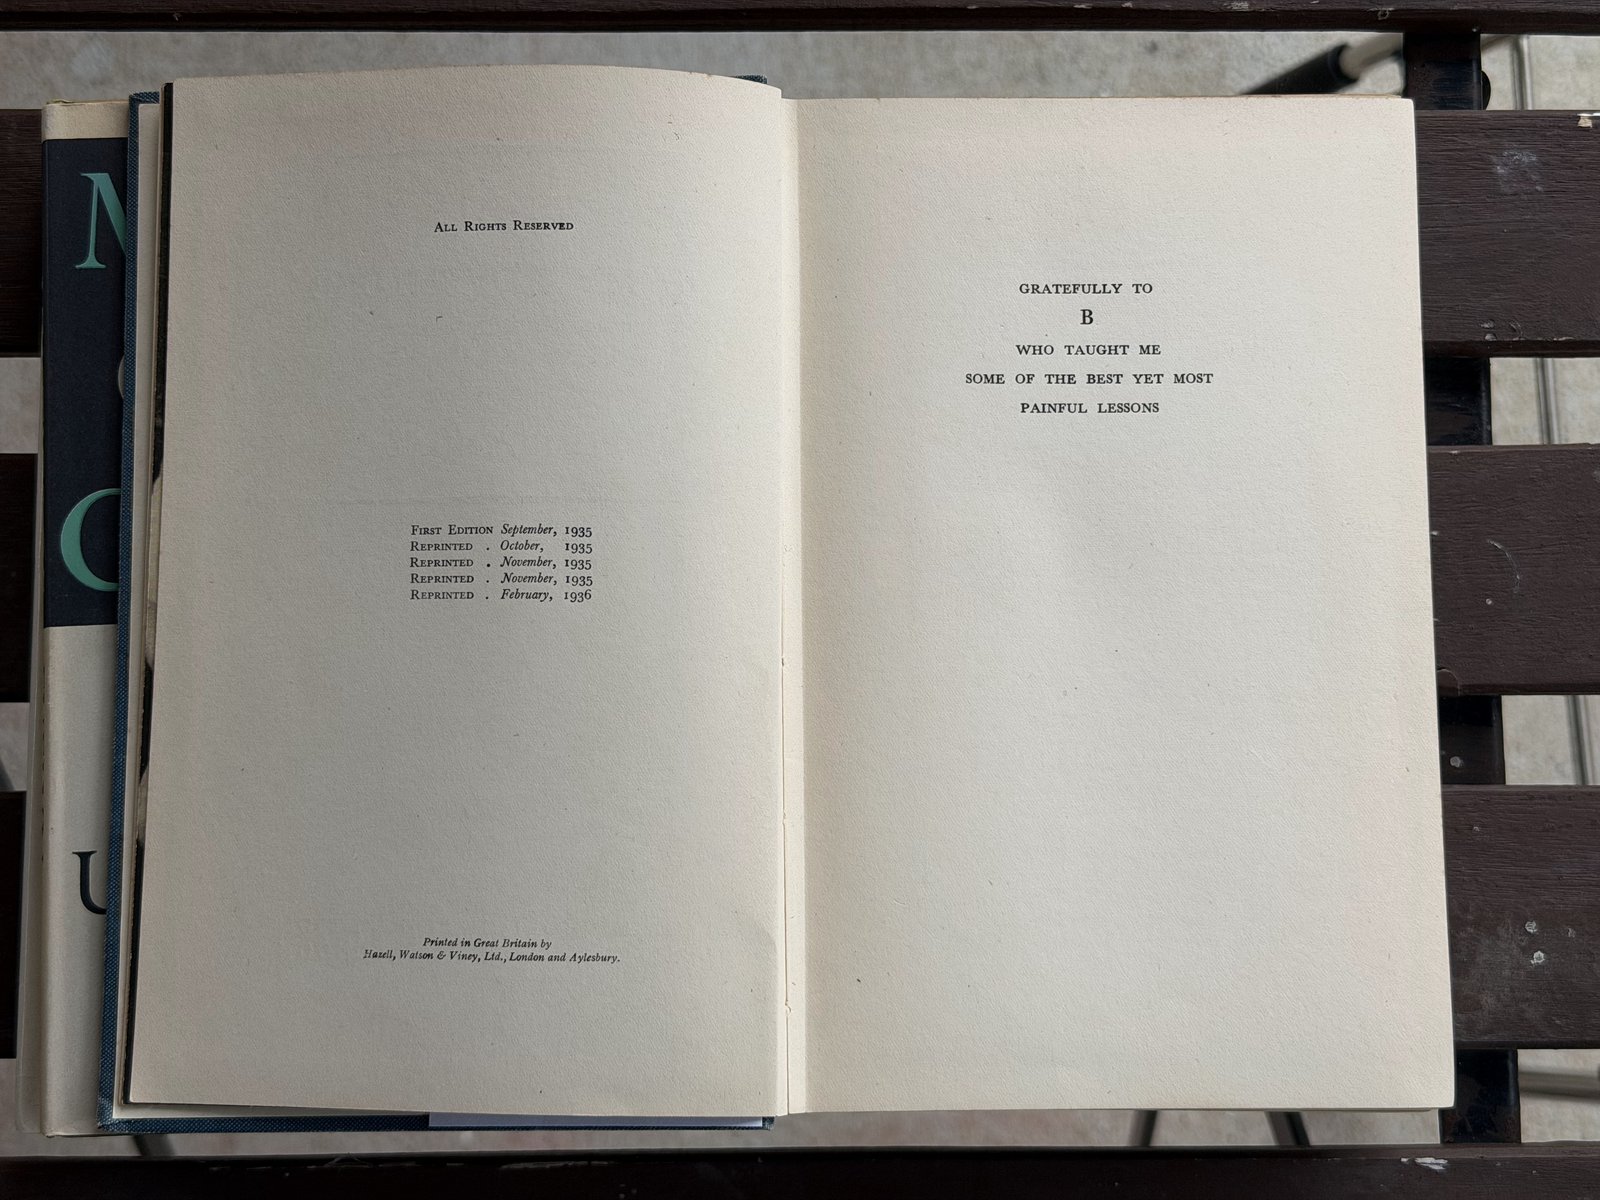 M
O
U
ALL RIGHTS RESERVED
FIRST EDITION September, 1935
REPRINTED . October, 1935
REPRINTED . November, 1935
REPRINTED . November, 1935
REPRINTED . February, 1936
Printed in Great Britain by
Hazell, Watson & Viney, Ltd., London and Aylesbury.
GRATEFULLY TO
B
WHO TAUGHT ME
SOME OF THE BEST YET MOST
PAINFUL LESSONS